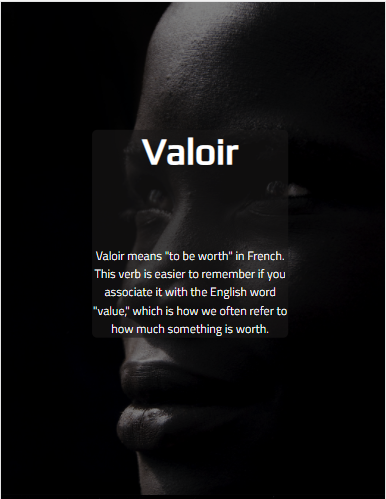 Valoir
Valoir means "to be worth" in French.
This verb is easier to remember if you
associate it with the English word
"value," which is how we often refer to
how much something is worth.